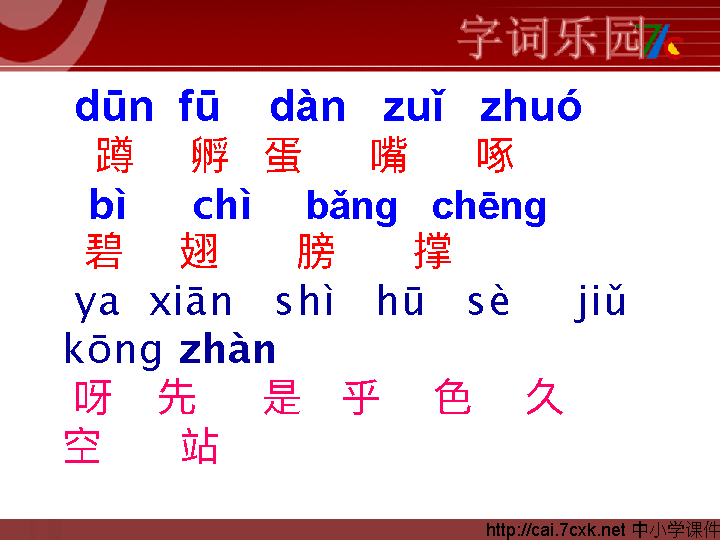 字词乐园
dūn fū dàn zuǐ zhuó
蹲 孵 蛋 嘴 啄
bì chì bǎng chēng
碧 翅 膀 撑
ya xiān shì hū sè jiǔ
kōng zhàn
呀 先 是 乎 色 久
空 站
http://cai.7cxk.net 中小学课件